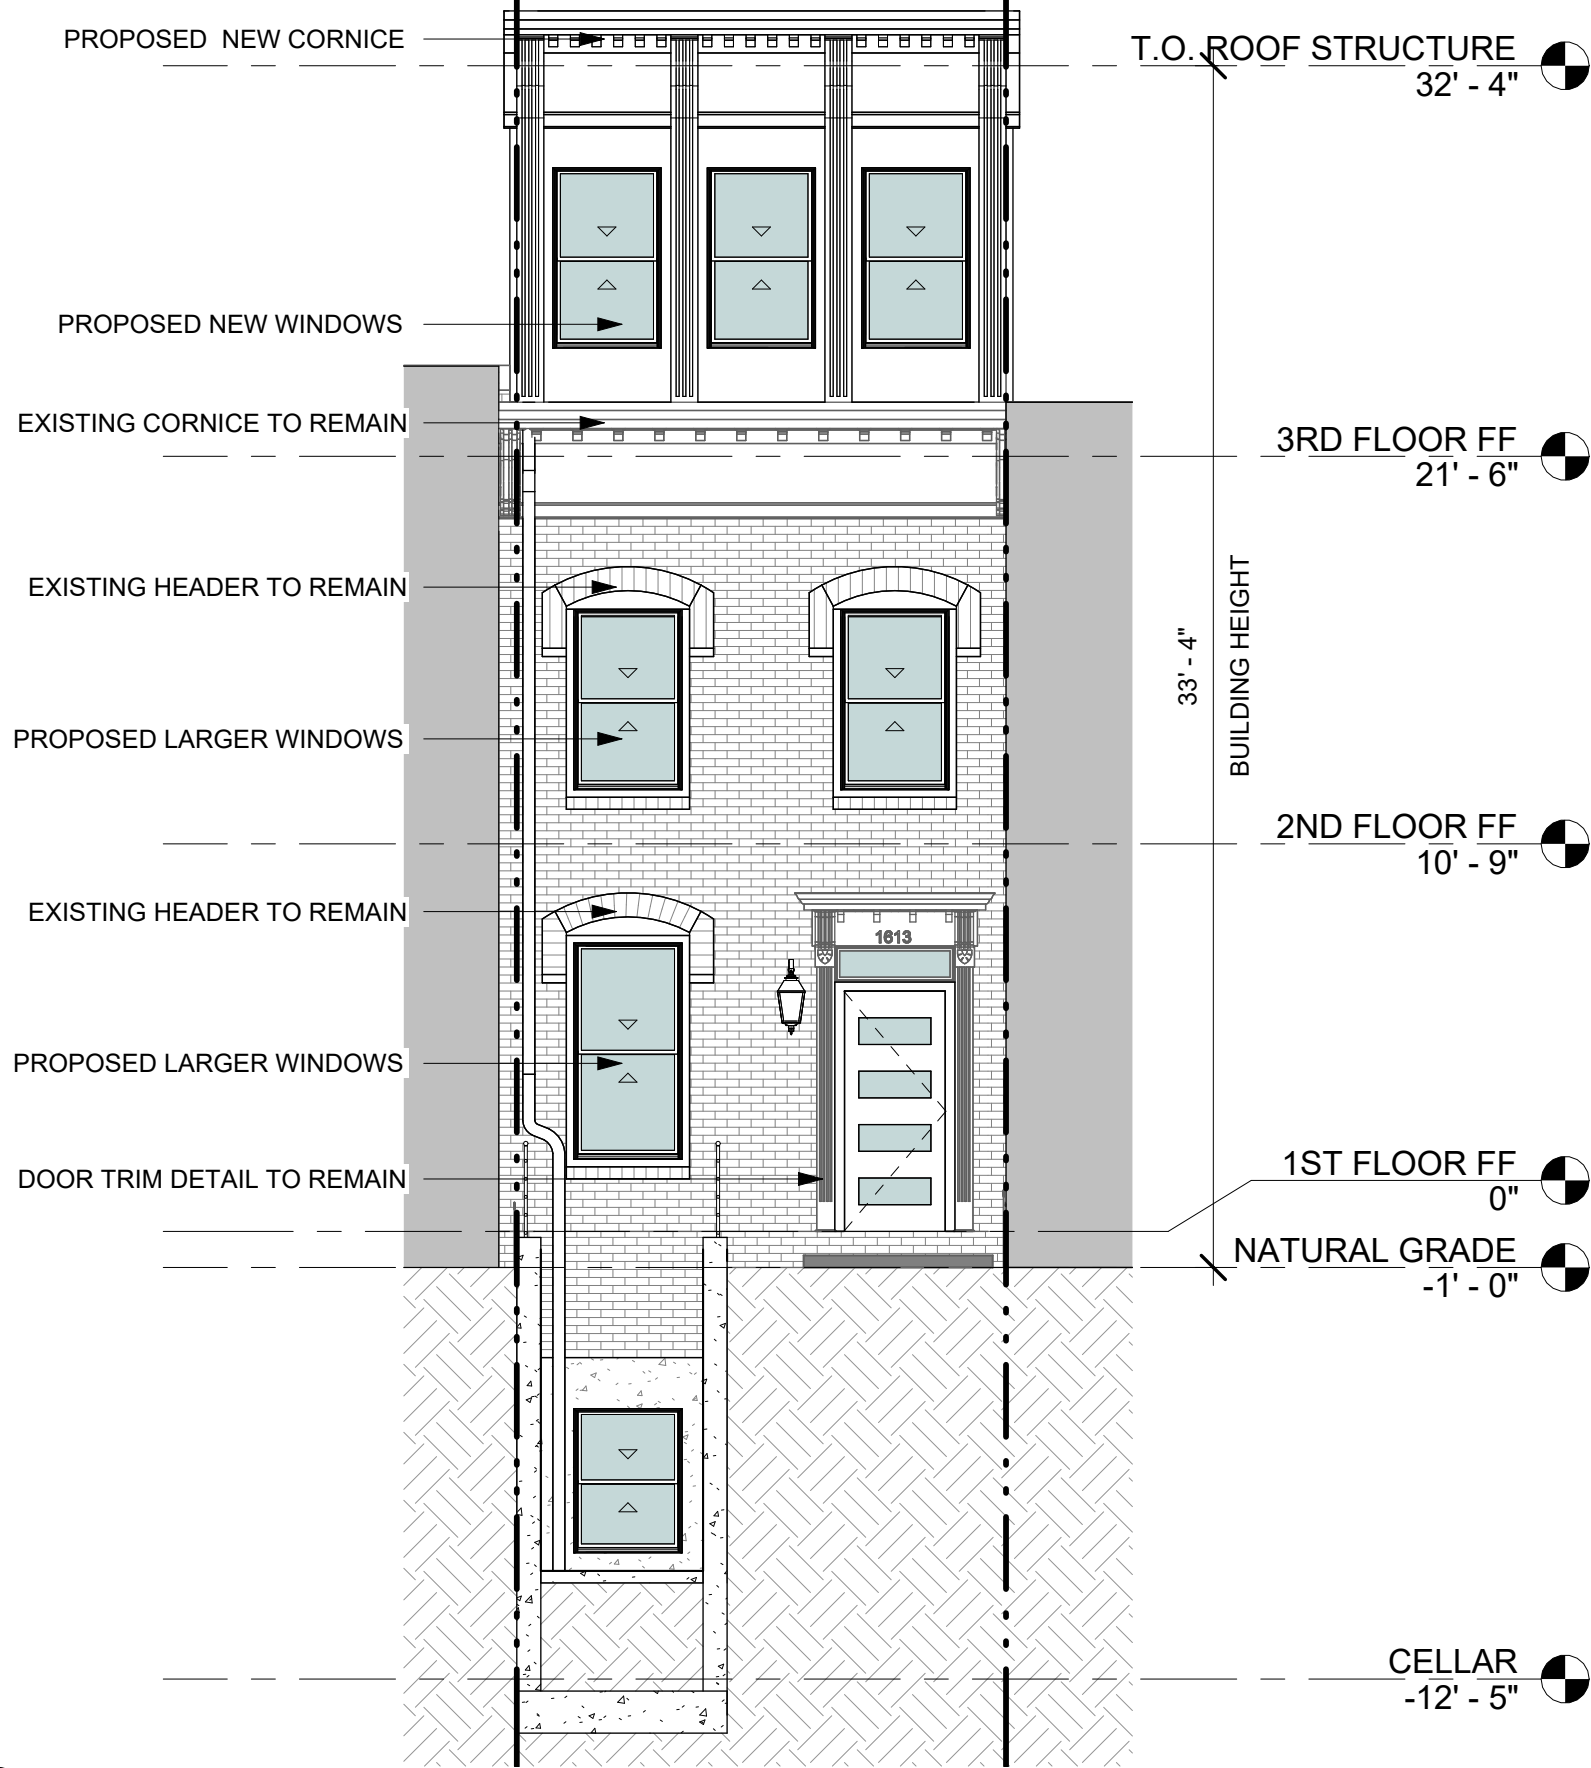 PROPOSED NEW CORNICE
T.O. ROOF STRUCTURE
32' - 4"
PROPOSED NEW WINDOWS
EXISTING CORNICE TO REMAIN
3RD FLOOR FF
21' - 6"
EXISTING HEADER TO REMAIN
33' - 4"
BUILDING HEIGHT
PROPOSED LARGER WINDOWS
2ND FLOOR FF
10' - 9"
EXISTING HEADER TO REMAIN
1613
PROPOSED LARGER WINDOWS
DOOR TRIM DETAIL TO REMAIN
1ST FLOOR FF
0"
NATURAL GRADE
-1' - 0"
CELLAR
-12' - 5"